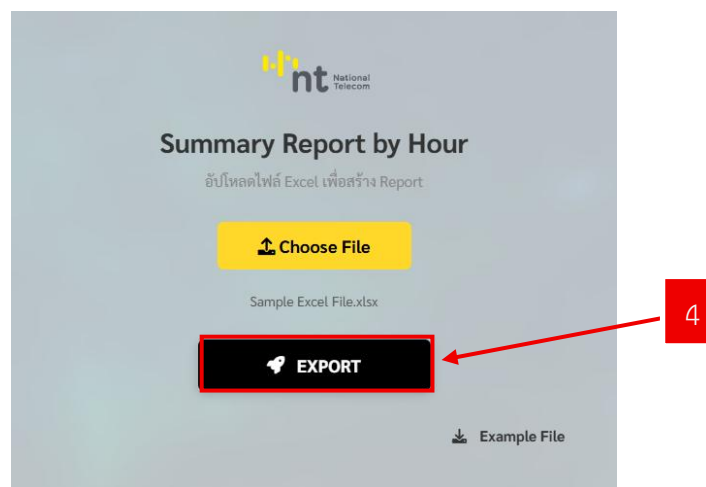 nt National
Telecom
Summary Report by Hour
อัปโหลดไฟล์ Excel เพื่อสร้าง Report
Choose File
Sample Excel File.xlsx
EXPORT
4
Example File